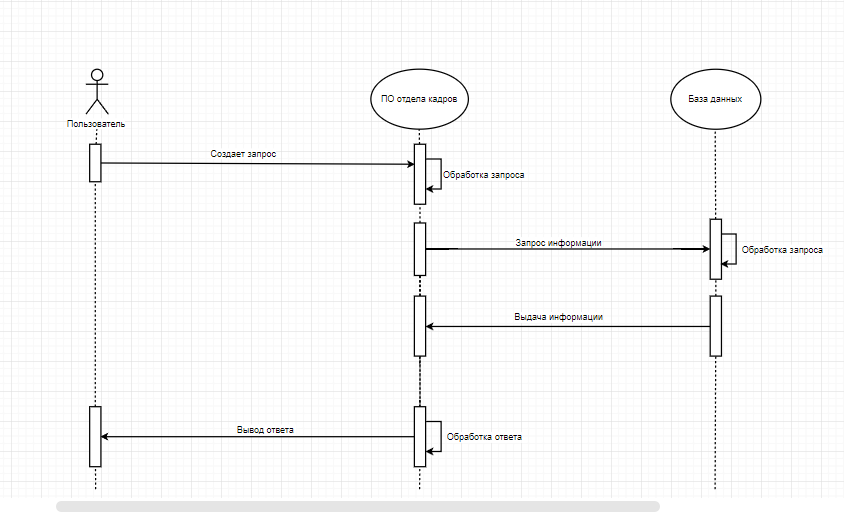 ПО отдела кадров
База данных
Пользователь
Создает запрос
Обработка запроса
Запрос информации
Обработка запроса
Выдача информации
Вывод ответа
Обработка ответа